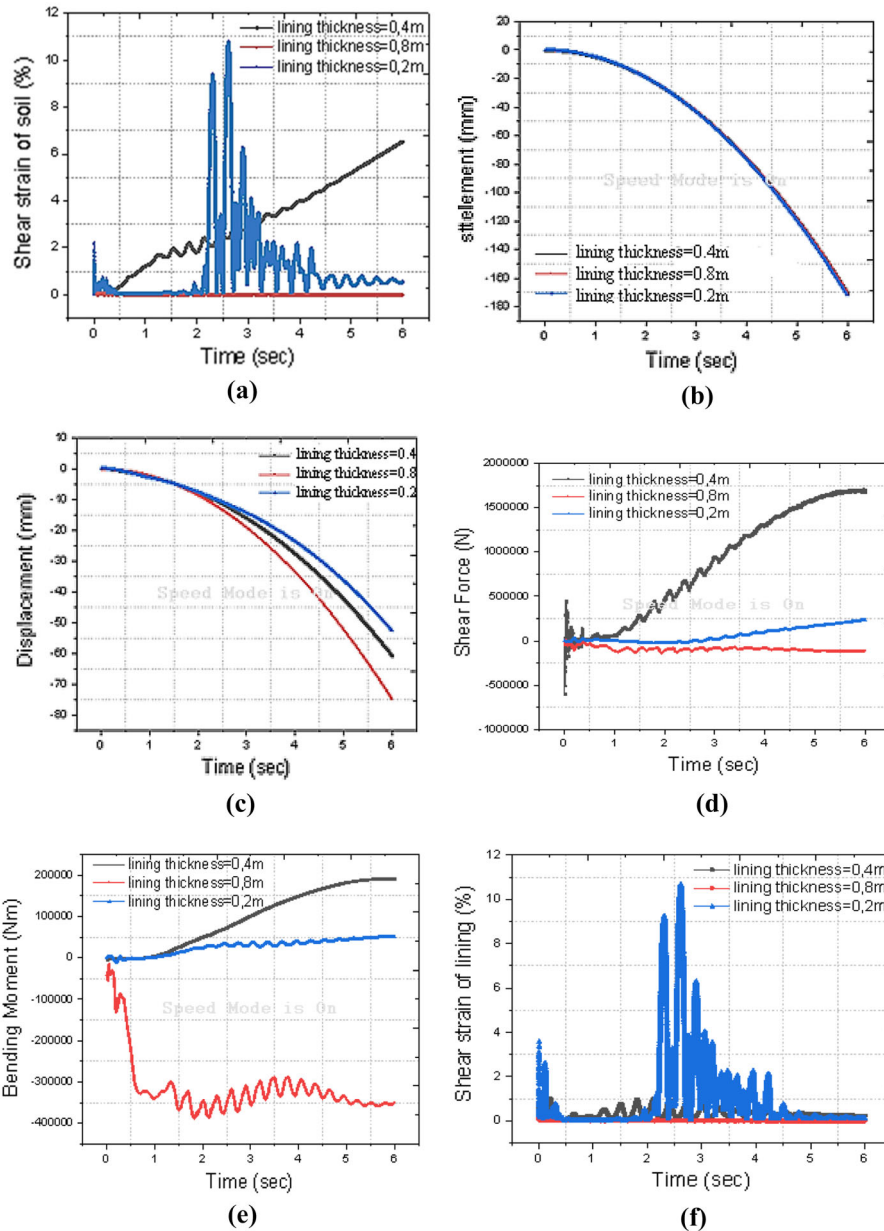 lining thickness=0,4m
lining thickness=0,8m
lining thickness=0,2m
Shear strain of soil (%)
12
10
8
6
4
2
0
0 1 2 3 4 5 6
Time (sec)
(a)
20
0
-20
-40
-60
-80
-100
-120
-140
-160
-180
sttelement (mm)
Speed Mode is On
lining thickness=0.4m
lining thickness=0.8m
lining thickness=0.2m
0 1 2 3 4 5 6
Time (sec)
(b)
10
0
-10
-20
-30
-40
-50
-60
-70
-80
Displacement (mm)
lining thickness=0.4
lining thickness=0.8
lining thickness=0.2
Speed Mode is On
0 1 2 3 4 5 6
Time (sec)
(c)
2000000
1500000
1000000
500000
0
-500000
-1000000
Shear Force (N)
lining thickness=0,4m
lining thickness=0,8m
lining thickness=0,2m
Speed Mode is On
0 1 2 3 4 5 6
Time (sec)
(d)
lining thickness=0,4m
lining thickness=0,8m
lining thickness=0,2m
200000
100000
0
-100000
-200000
-300000
-400000
Bending Moment (Nm)
Speed Mode is On
0 1 2 3 4 5 6
Time (sec)
(e)
12
10
8
6
4
2
0
Shear strain of lining (%)
lining thickness=0,4m
lining thickness=0,8m
lining thickness=0,2m
0 1 2 3 4 5 6
Time (sec)
(f)